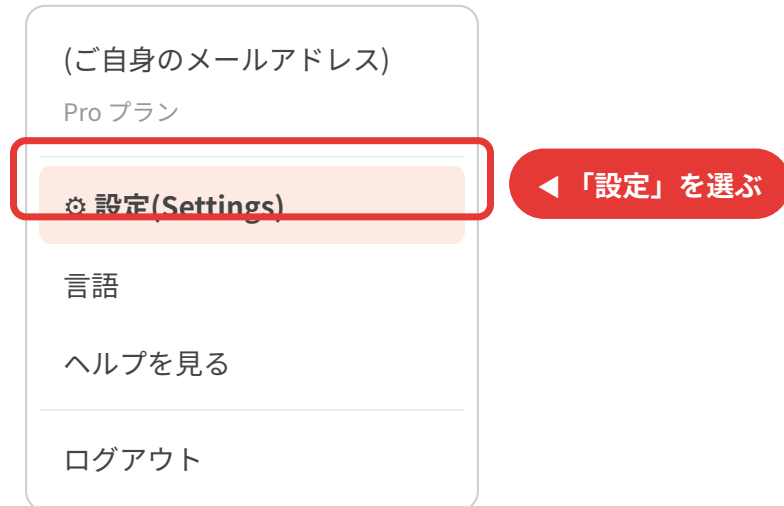 (ご自身のメールアドレス)
Pro プラン
⚙ 設定(Settings)
◀ 「設定」を選ぶ
言語
ヘルプを見る
ログアウト